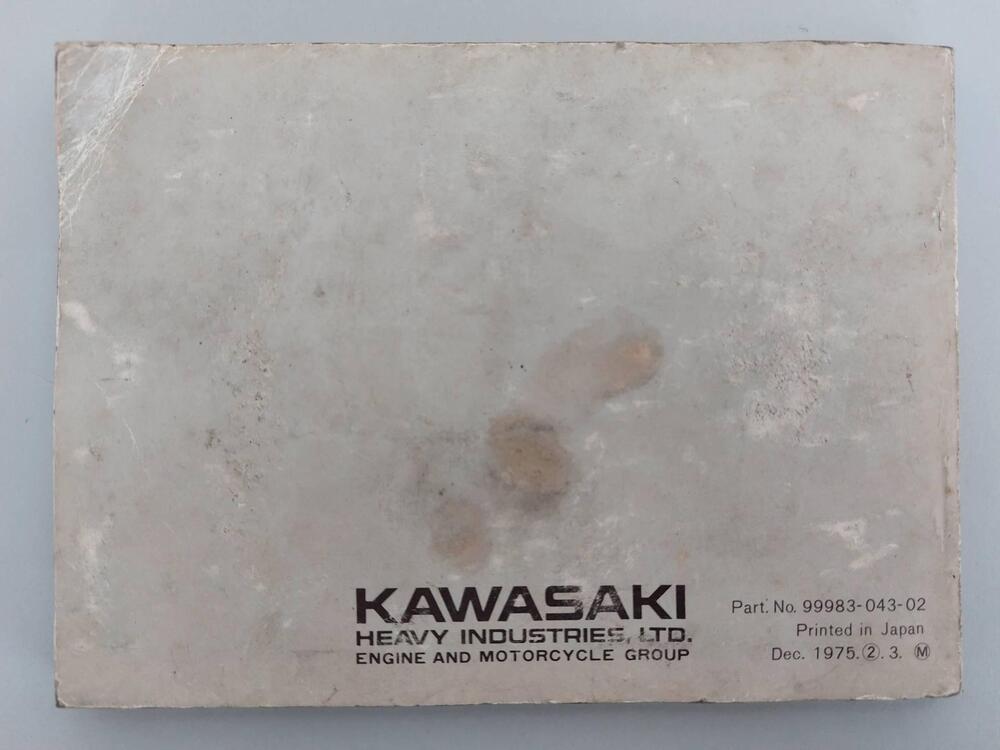 KAWASAKI
HEAVY INDUSTRIES, LTD.
ENGINE AND MOTORCYCLE GROUP
Part. No. 99983-043-02
Printed in Japan
Dec. 1975.②.3. Ⓜ